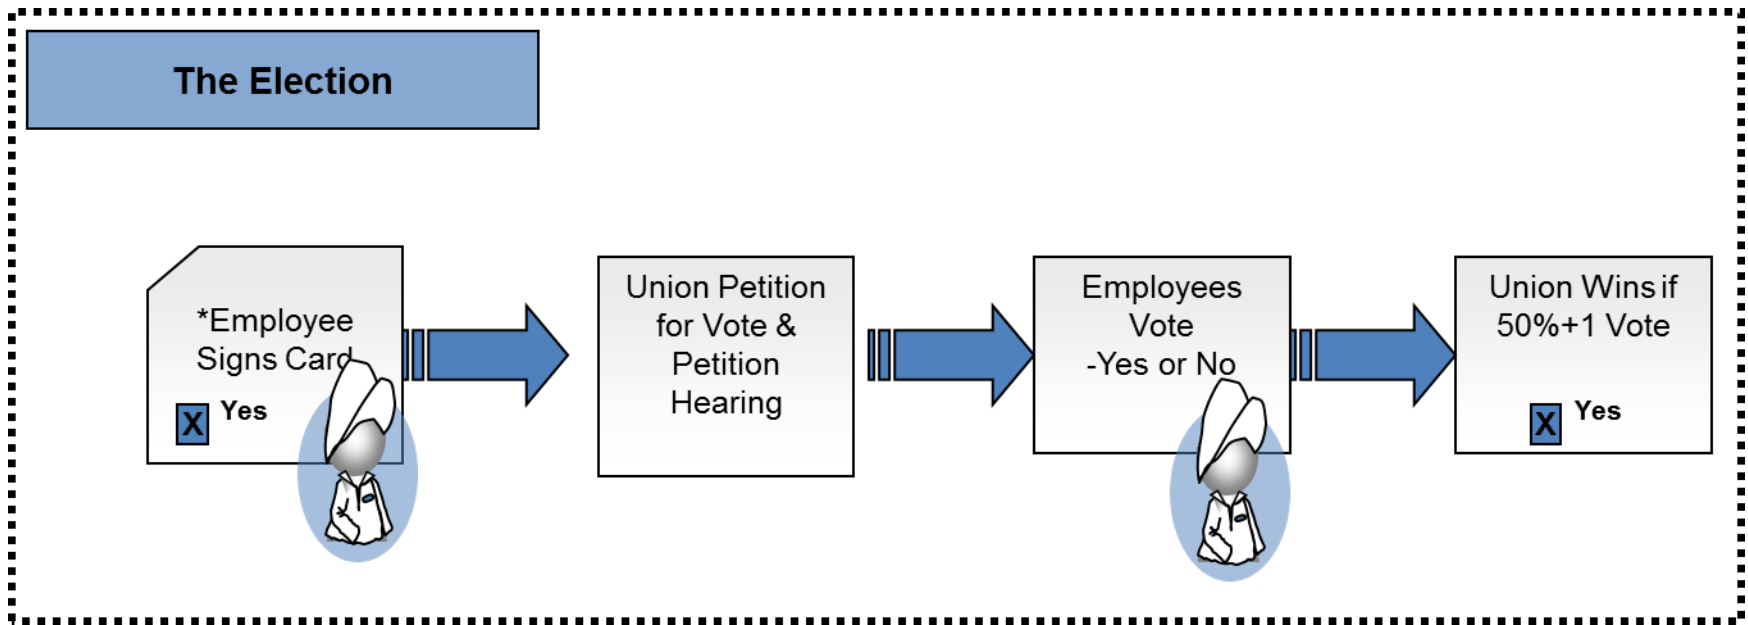 The Election
*Employee
Signs Card
X Yes
Union Petition
for Vote &
Petition
Hearing
Employees
Vote
-Yes or No
Union Wins if
50%+1 Vote
X Yes